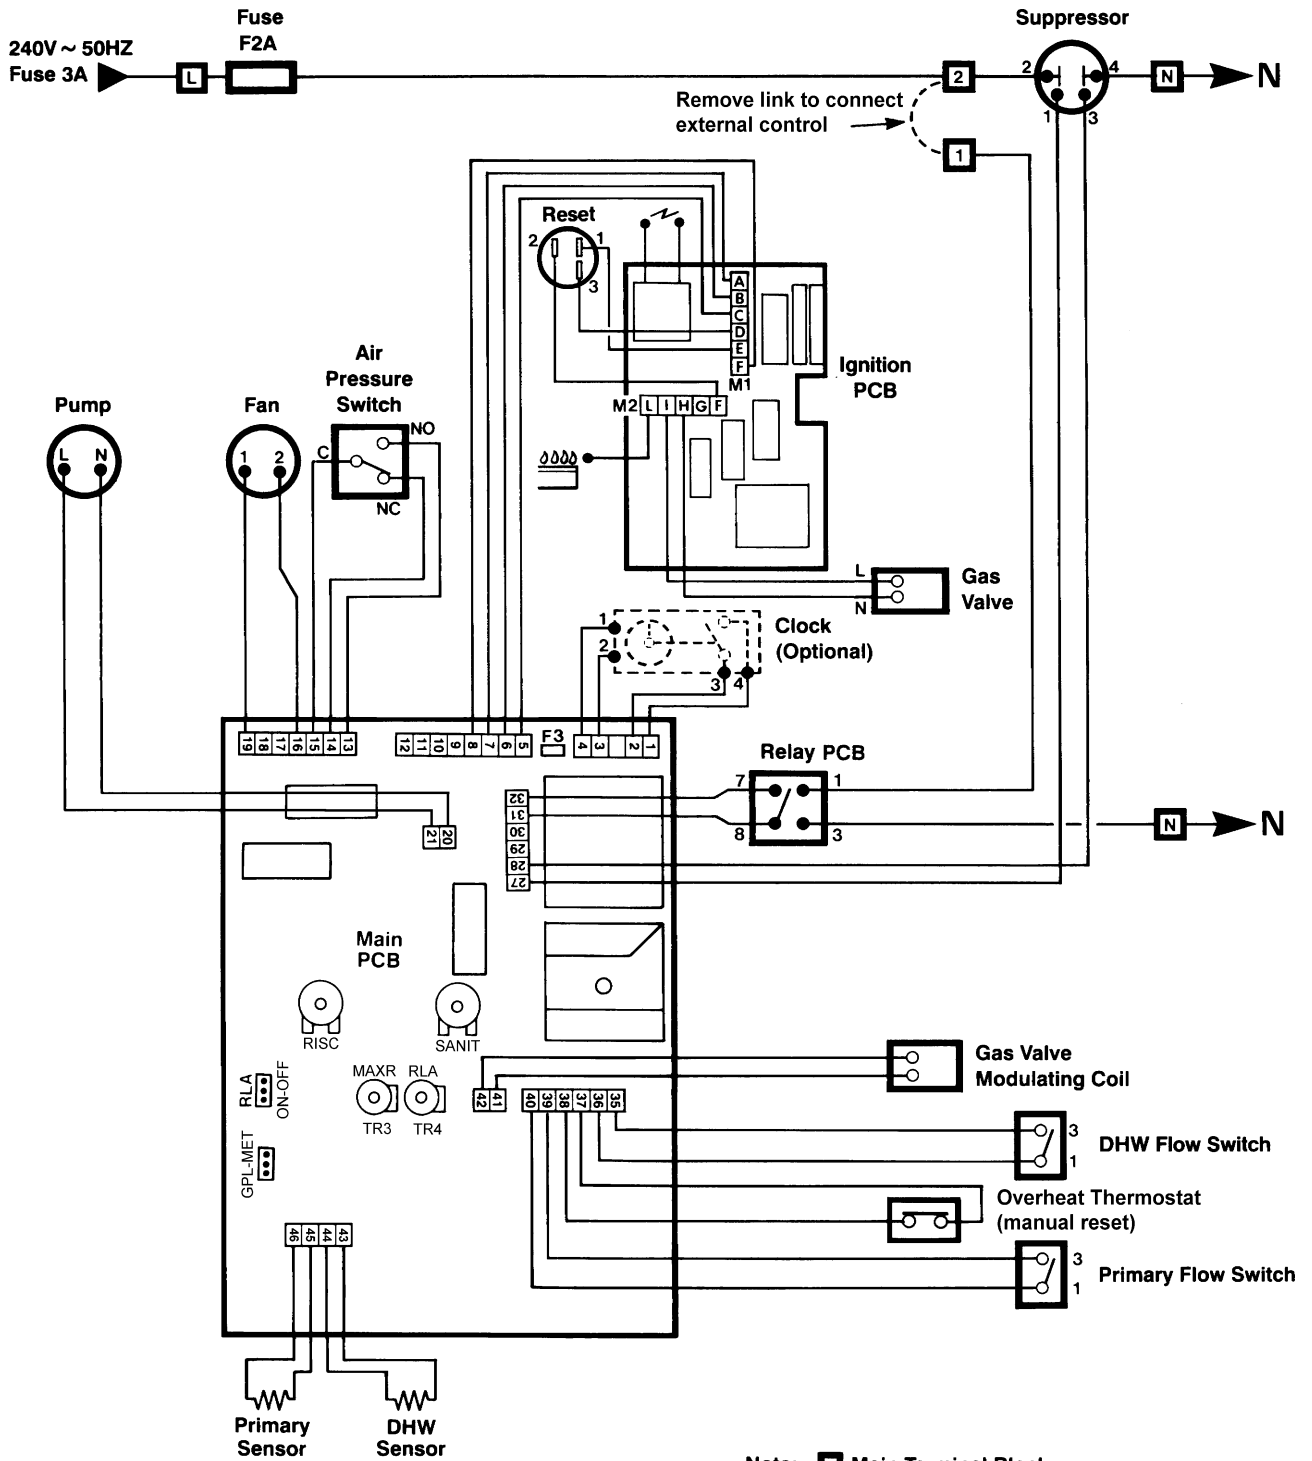 Fuse
F2A
Suppressor
240V ~ 50HZ
Fuse 3A
L
2
2
4
N
N
1
3
Remove link to connect
external control
1
Reset
2
1
3
A
B
C
D
E
F
M1
Ignition
PCB
M2
L
I
H
G
F
Air
Pressure
Switch
Pump
Fan
NO
C
NC
L
N
1
2
L
N
Gas
Valve
1
2
3
4
Clock
(Optional)
19
18
17
16
15
14
13
12
11
10
9
8
7
6
5
F3
4
3
2
1
Relay PCB
7
1
8
3
N
N
32
31
30
29
28
27
21
20
Main
PCB
RISC
SANIT
RLA
ON-OFF
MAXR
RLA
TR3
TR4
GPL-MET
42
41
40
39
38
37
36
35
Gas Valve
Modulating Coil
3
1
DHW Flow Switch
Overheat Thermostat
(manual reset)
3
1
Primary Flow Switch
46
45
44
43
Primary
Sensor
DHW
Sensor